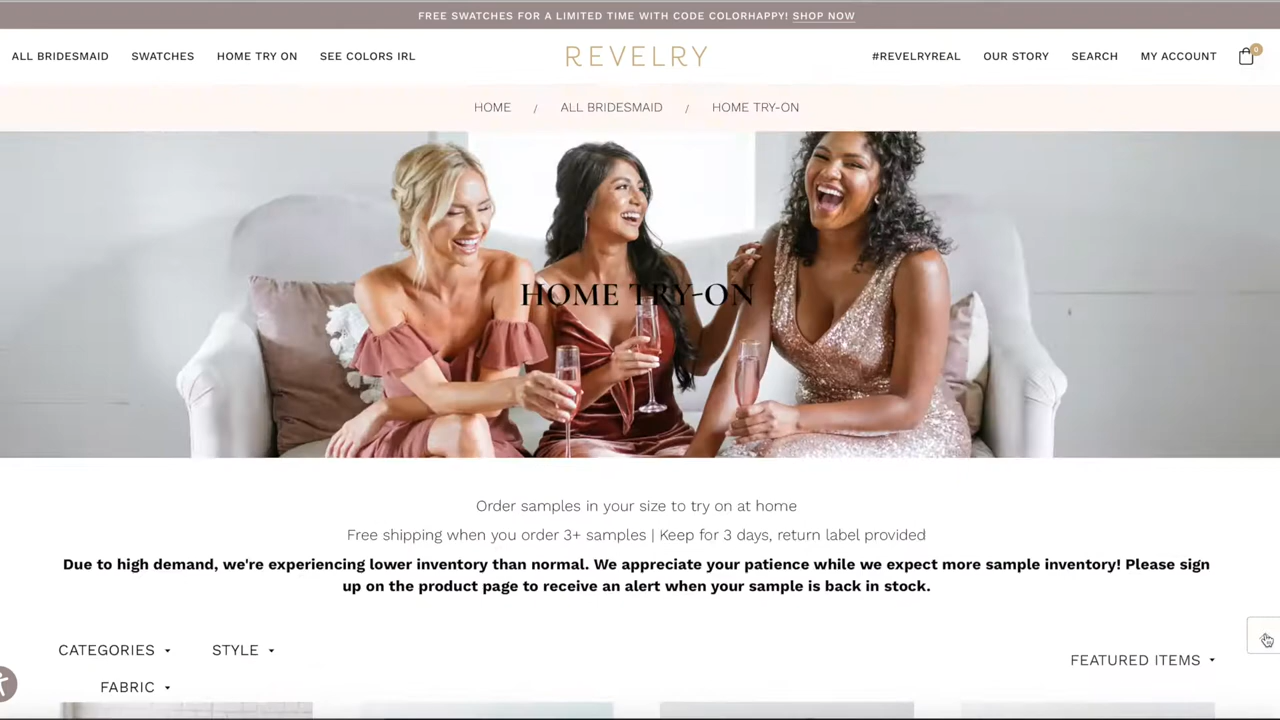 FREE SWATCHES FOR A LIMITED TIME WITH CODE COLORHAPPY! SHOP NOW
ALL BRIDESMAID SWATCHES HOME TRY ON SEE COLORS IRL REVELRY #REVELRYREAL OUR STORY SEARCH MY ACCOUNT 0
HOME / ALL BRIDESMAID / HOME TRY-ON
HOME TRY-ON
Order samples in your size to try on at home
Free shipping when you order 3+ samples | Keep for 3 days, return label provided
Due to high demand, we're experiencing lower inventory than normal. We appreciate your patience while we expect more sample inventory! Please sign
up on the product page to receive an alert when your sample is back in stock.
CATEGORIES STYLE
FEATURED ITEMS
FABRIC